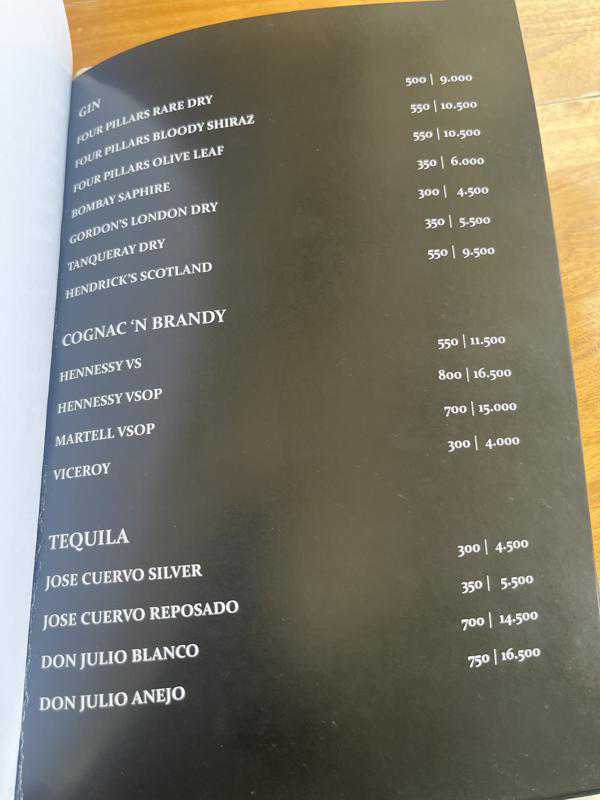 GIN
FOUR PILLARS RARE DRY 500 | 9.000
FOUR PILLARS BLOODY SHIRAZ 550 | 10.500
FOUR PILLARS OLIVE LEAF 550 | 10.500
BOMBAY SAPHIRE 350 | 6.000
GORDON'S LONDON DRY 300 | 4.500
TANQUERAY DRY 350 | 5.500
HENDRICK'S SCOTLAND 550 | 9.500
COGNAC 'N BRANDY
HENNESSY VS 550 | 11.500
HENNESSY VSOP 800 | 16.500
MARTELL VSOP 700 | 15.000
VICEROY 300 | 4.000
TEQUILA
JOSE CUERVO SILVER 300 | 4.500
JOSE CUERVO REPOSADO 350 | 5.500
DON JULIO BLANCO 700 | 14.500
DON JULIO ANEJO 750 | 16.500